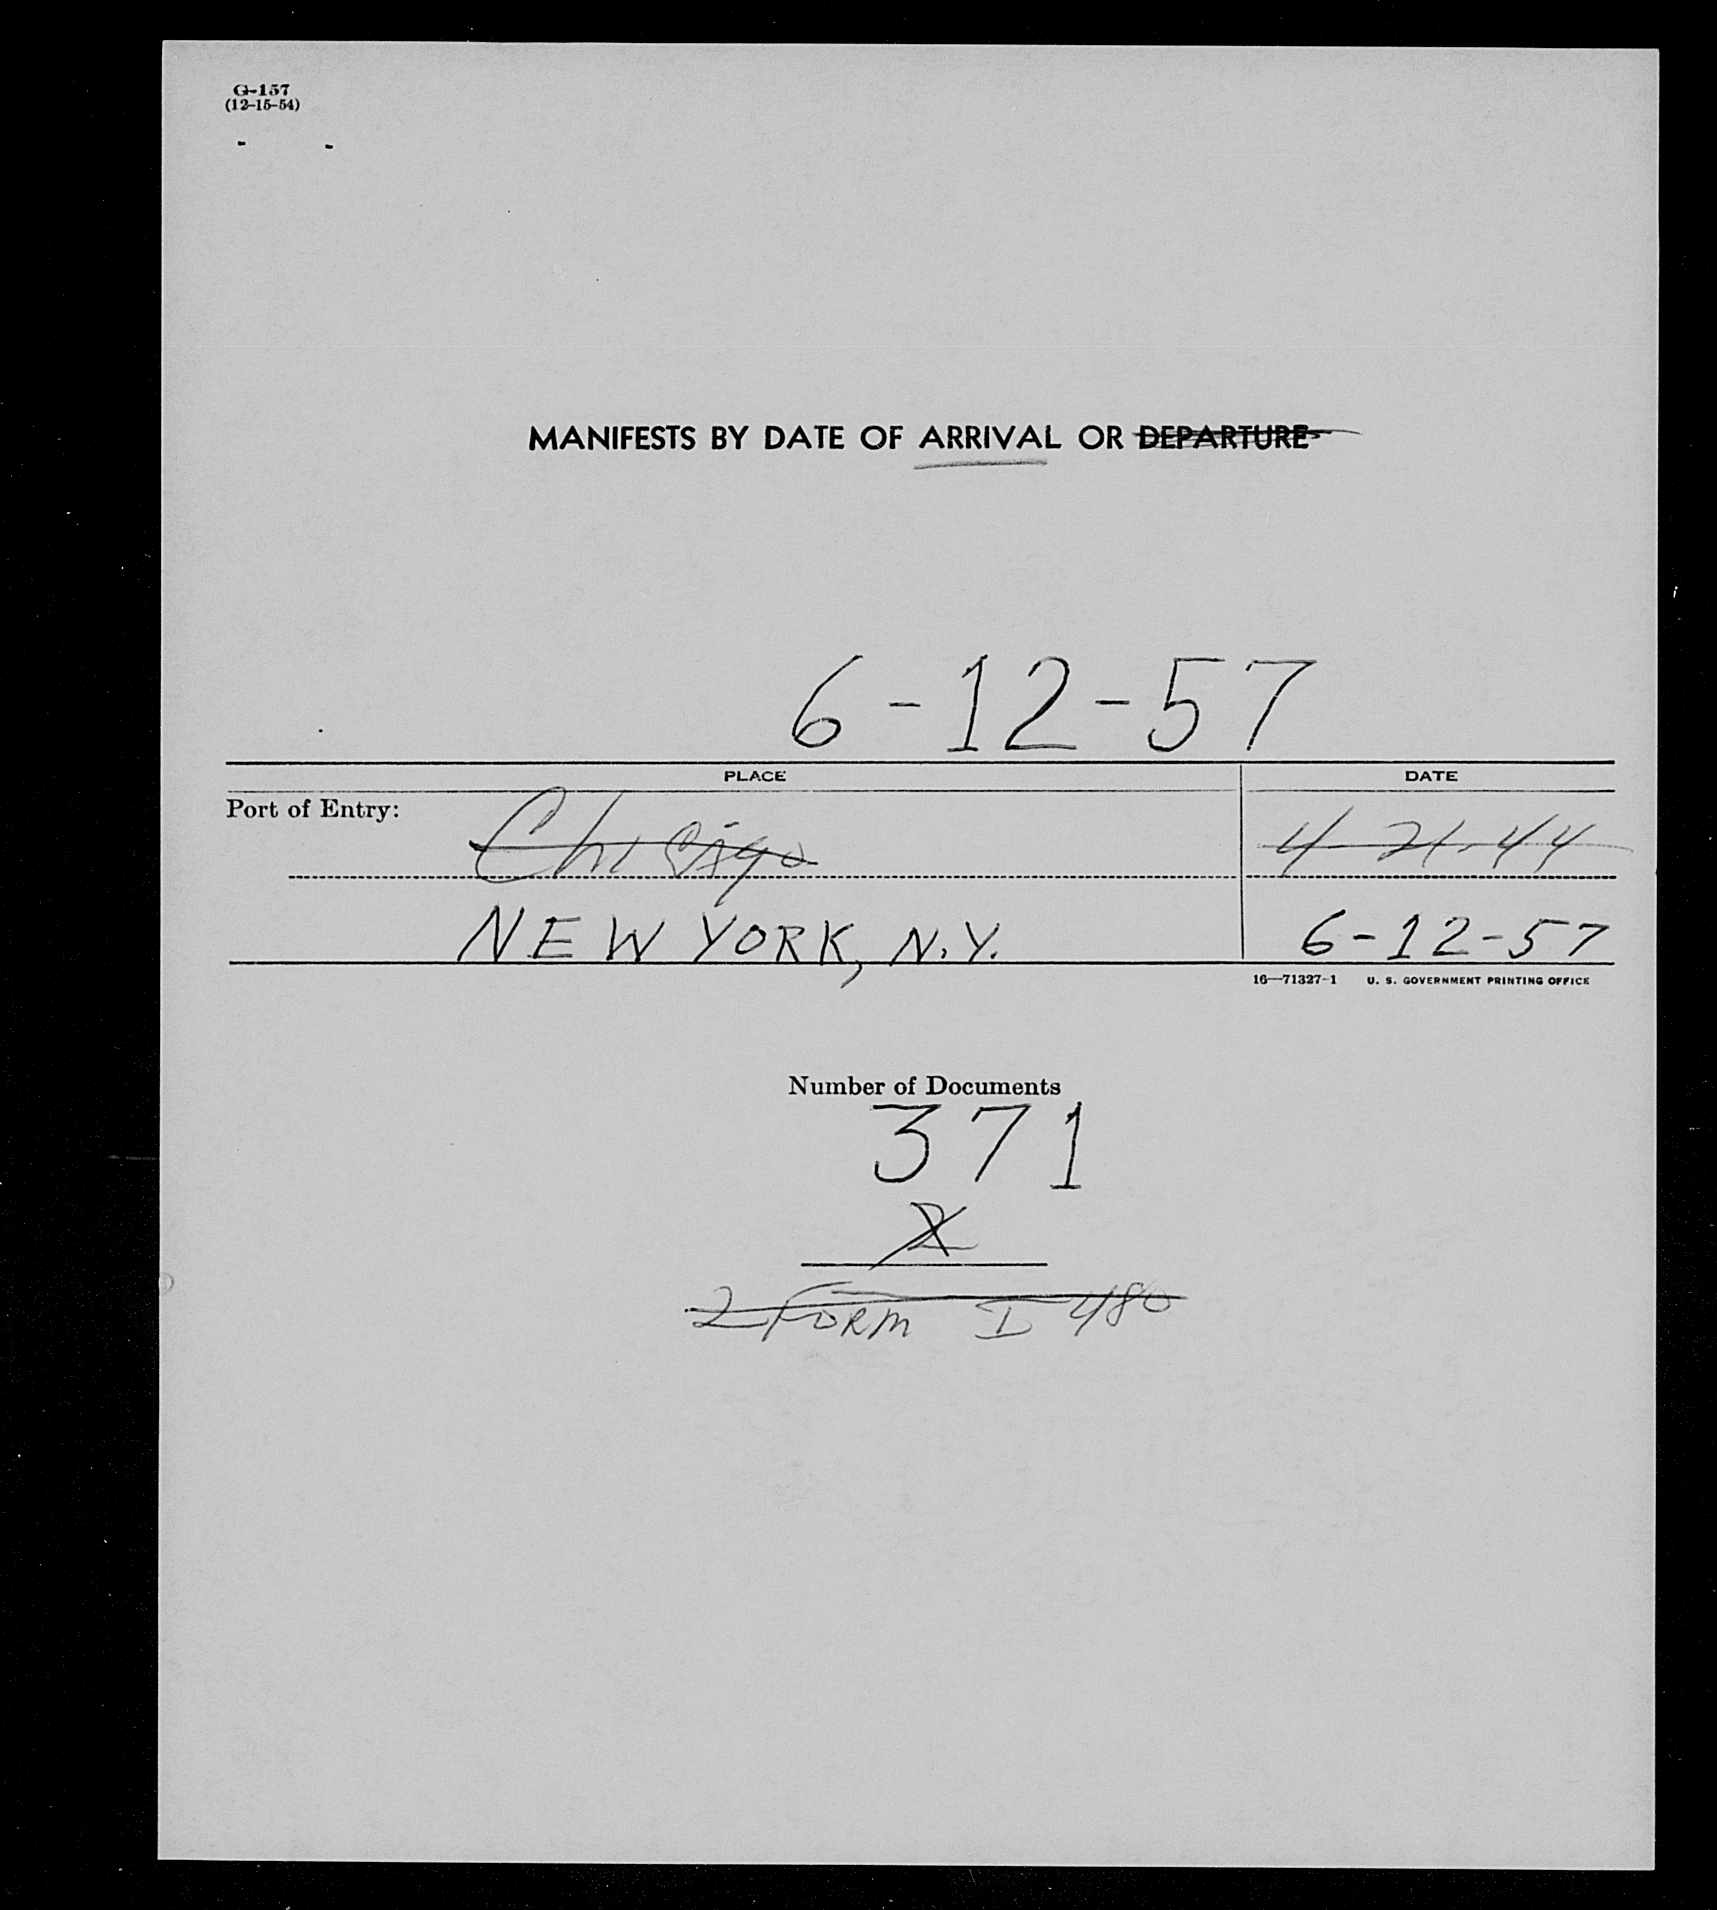 G-157
(12-15-54)
MANIFESTS BY DATE OF ARRIVAL OR DEPARTURE
6-12-57
PLACE DATE
Port of Entry: Chicago 4-21-44
NEW YORK, N.Y. 6-12-57
16—71327-1 U. S. GOVERNMENT PRINTING OFFICE
Number of Documents
371
2
2 FORM I 480